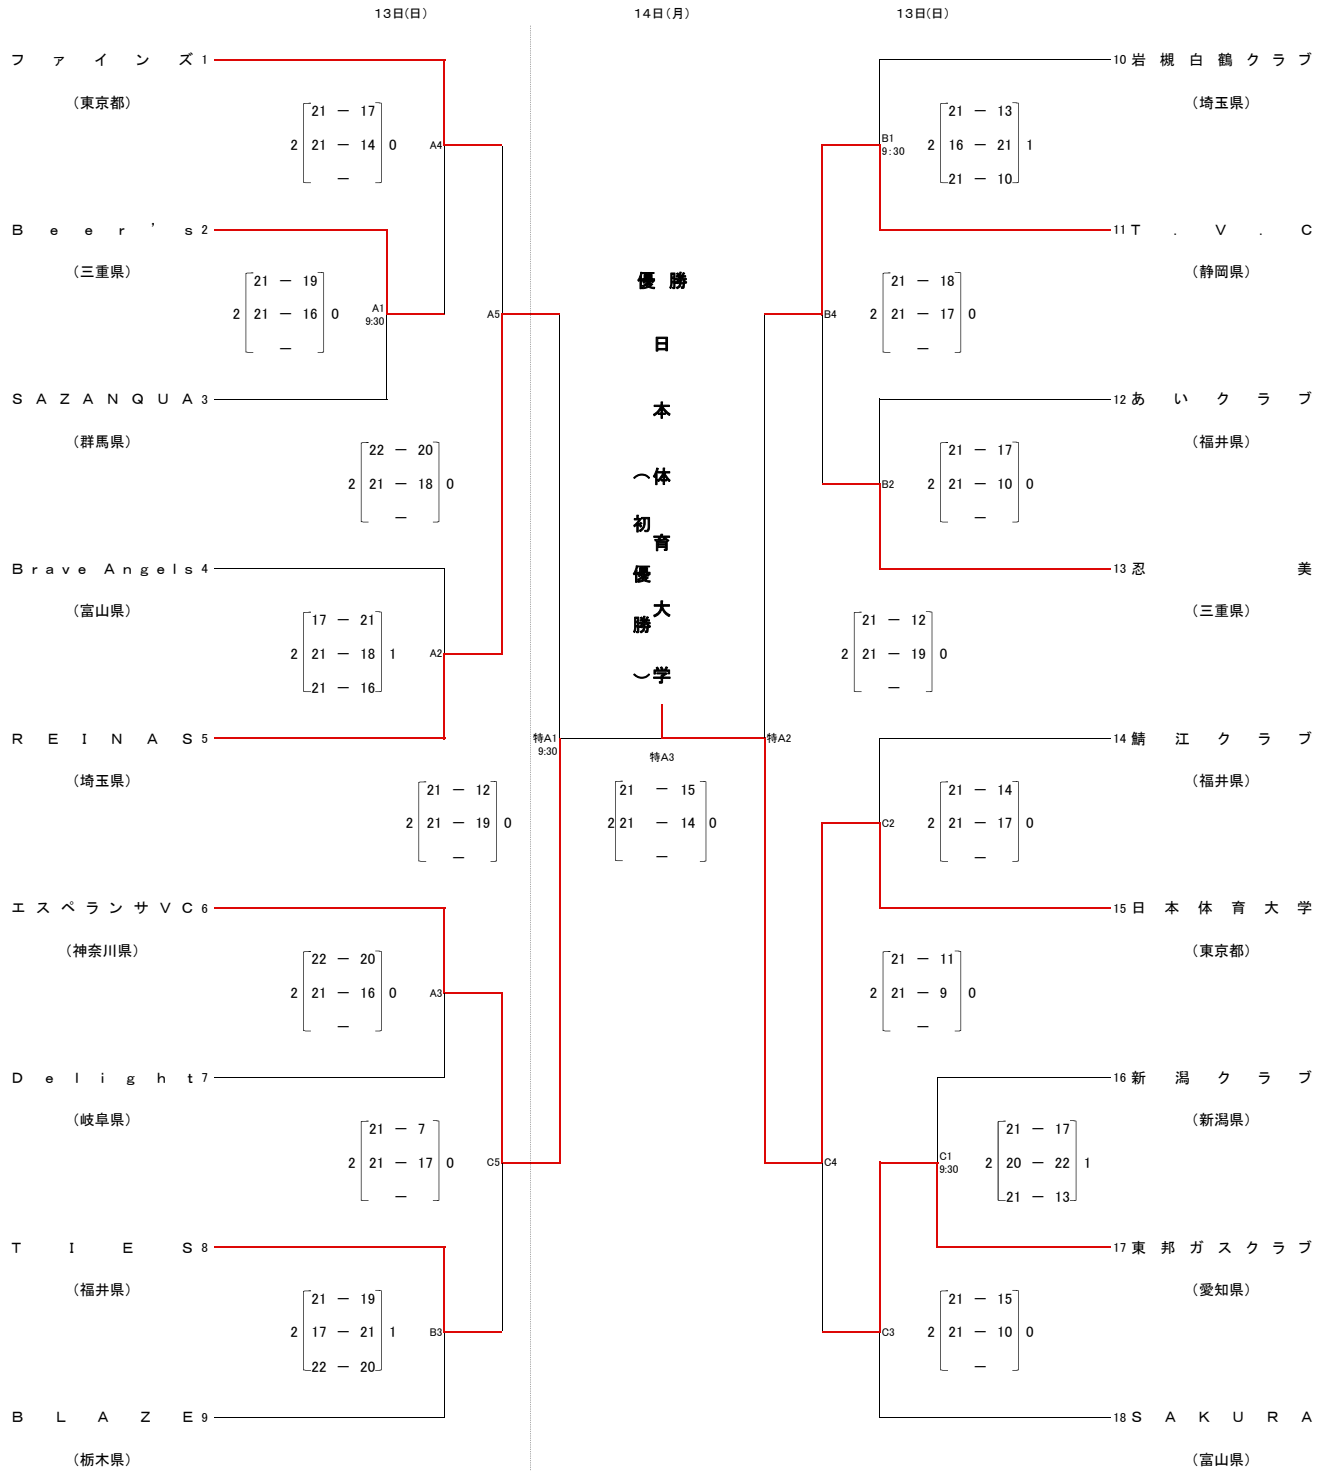 13日(日)
14日(月)
13日(日)
ファインズ 1
(東京都)
21 － 17
2 21 － 14 0
－
A4
Beer's 2
(三重県)
21 － 19
2 21 － 16 0
－
A1
9:30
A5
SAZANQUA 3
(群馬県)
22 － 20
2 21 － 18 0
－
Brave Angels 4
(富山県)
17 － 21
2 21 － 18 1
21 － 16
A2
REINAS 5
(埼玉県)
特A1
9:30
21 － 12
2 21 － 19 0
－
エスペランサVC 6
(神奈川県)
22 － 20
2 21 － 16 0
－
A3
Delight 7
(岐阜県)
21 － 7
2 21 － 17 0
－
C5
TIES 8
(福井県)
21 － 19
2 17 － 21 1
22 － 20
B3
BLAZE 9
(栃木県)
優勝
日本体育大学
(初優勝)
特A3
21 － 15
2 21 － 14 0
－
10 岩槻白鶴クラブ
(埼玉県)
B1
9:30
21 － 13
2 16 － 21 1
21 － 10
11 T.V.C
(静岡県)
B4
21 － 18
2 21 － 17 0
－
12 あいクラブ
(福井県)
B2
21 － 17
2 21 － 10 0
－
13 忍美
(三重県)
21 － 12
2 21 － 19 0
－
特A2
14 鯖江クラブ
(福井県)
C2
21 － 14
2 21 － 17 0
－
15 日本体育大学
(東京都)
21 － 11
2 21 － 9 0
－
C4
16 新潟クラブ
(新潟県)
C1
9:30
21 － 17
2 20 － 22 1
21 － 13
17 東邦ガスクラブ
(愛知県)
C3
21 － 15
2 21 － 10 0
－
18 SAKURA
(富山県)